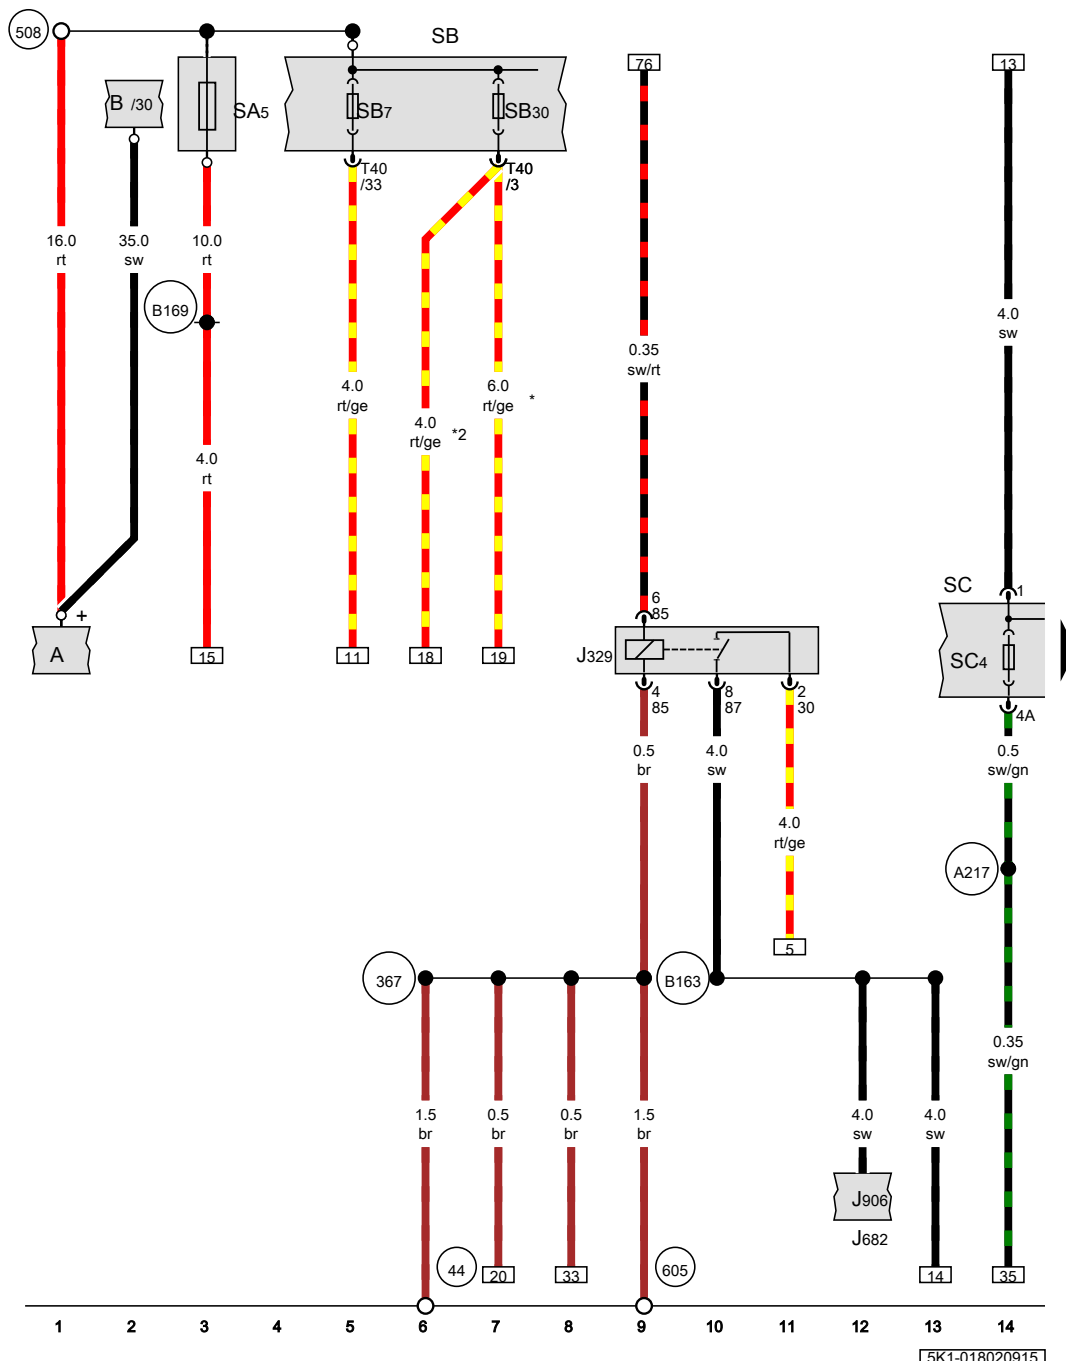 508
SB
76
13
B /30
SA5
SB7
SB30
T40
/33
T40
/3
16.0
rt
35.0
sw
10.0
rt
B169
4.0
sw
0.35
sw/rt
4.0
rt/ge
6.0
rt/ge *
4.0
rt/ge *2
4.0
rt
6
85
SC
1
+
A
15
11
18
19
J329
SC4
4
85
8
87
2
30
4A
0.5
br
4.0
sw
0.5
sw/gn
4.0
rt/ge
A217
5
367
B163
0.35
sw/gn
1.5
br
0.5
br
0.5
br
1.5
br
4.0
sw
4.0
sw
J906
J682
44
20
33
605
14
35
1 2 3 4 5 6 7 8 9 10 11 12 13 14
5K1-018020915